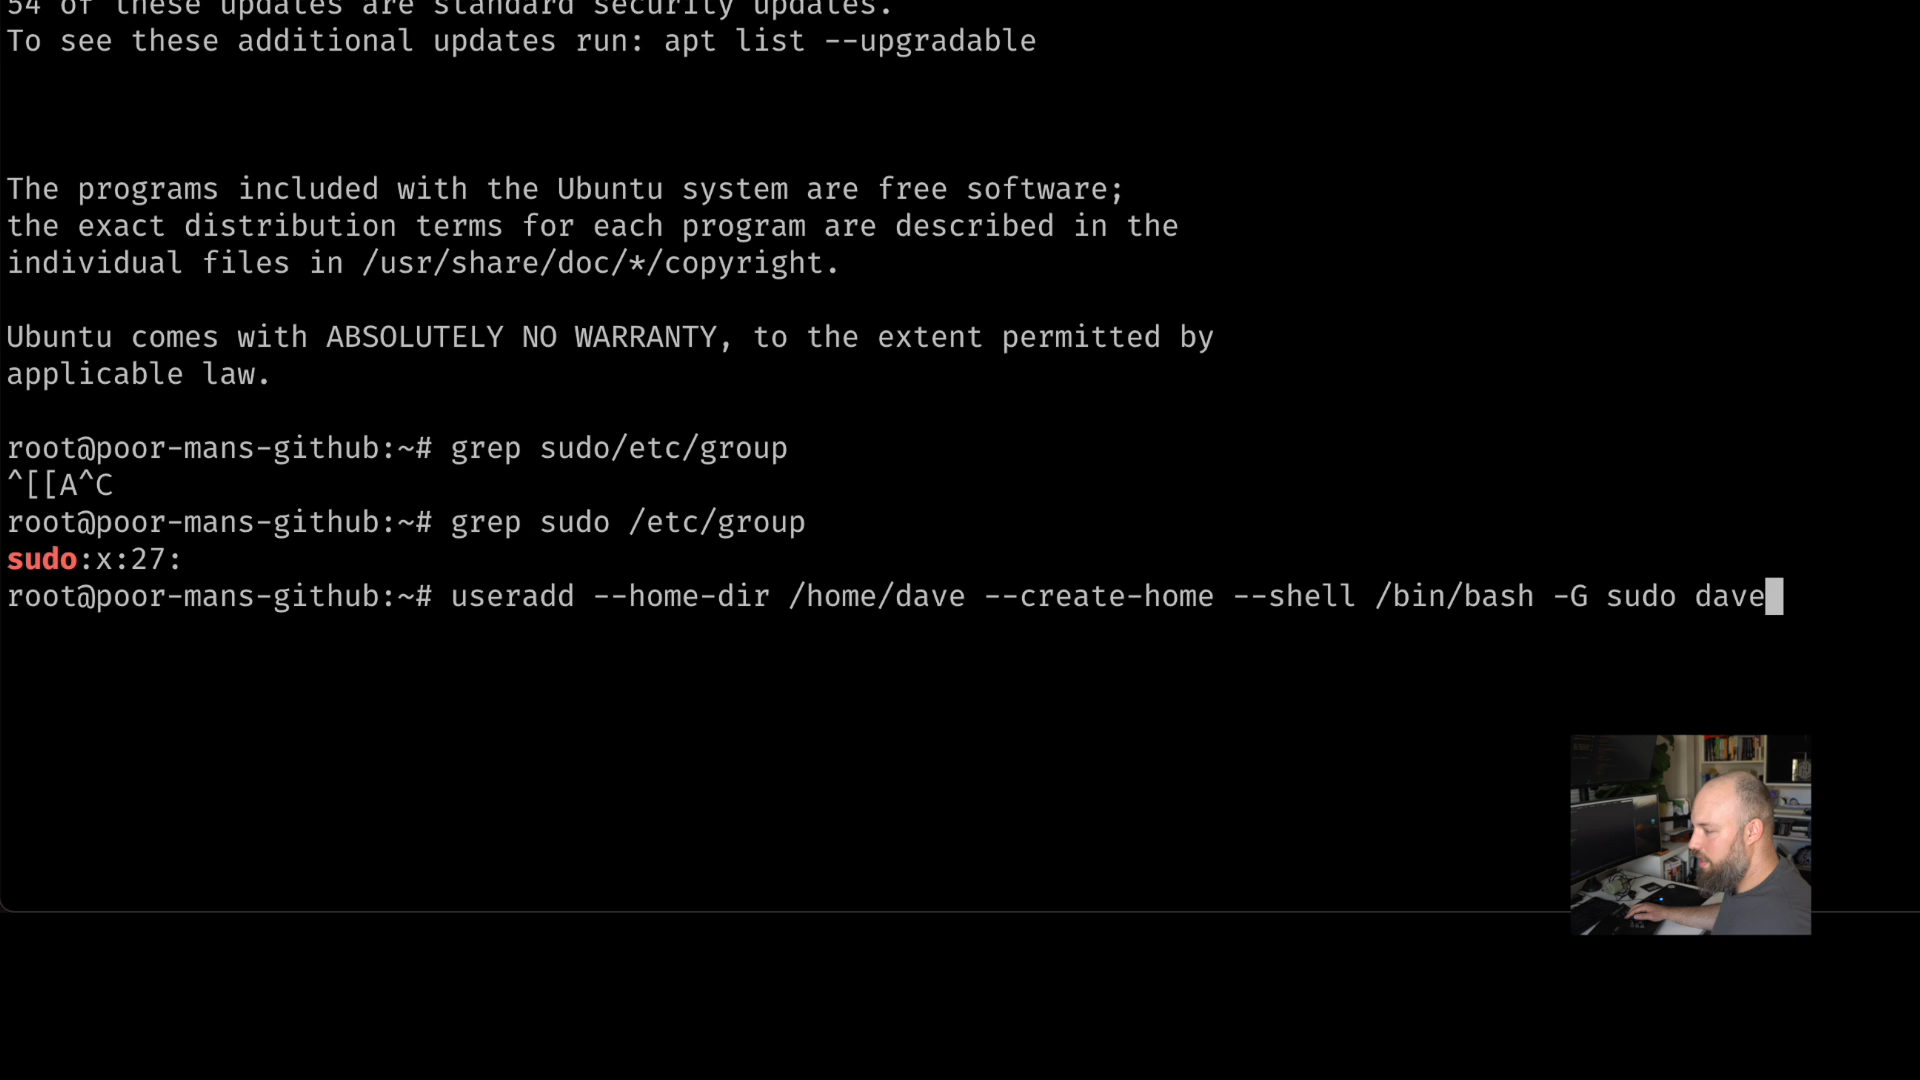 54 of these updates are standard security updates.
To see these additional updates run: apt list --upgradable
The programs included with the Ubuntu system are free software;
the exact distribution terms for each program are described in the
individual files in /usr/share/doc/*/copyright.
Ubuntu comes with ABSOLUTELY NO WARRANTY, to the extent permitted by
applicable law.
root@poor-mans-github:~# grep sudo/etc/group
^[[A^C
root@poor-mans-github:~# grep sudo /etc/group
sudo:x:27:
root@poor-mans-github:~# useradd --home-dir /home/dave --create-home --shell /bin/bash -G sudo dave